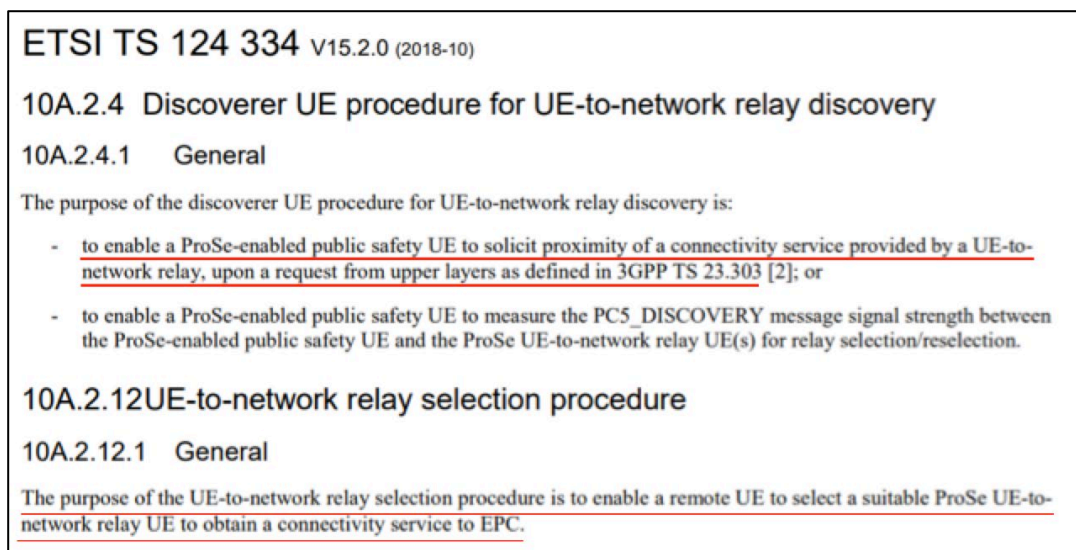 ETSI TS 124 334 V15.2.0 (2018-10)
10A.2.4 Discoverer UE procedure for UE-to-network relay discovery
10A.2.4.1 General
The purpose of the discoverer UE procedure for UE-to-network relay discovery is:
- to enable a ProSe-enabled public safety UE to solicit proximity of a connectivity service provided by a UE-to-
network relay, upon a request from upper layers as defined in 3GPP TS 23.303 [2]; or
- to enable a ProSe-enabled public safety UE to measure the PC5_DISCOVERY message signal strength between
the ProSe-enabled public safety UE and the ProSe UE-to-network relay UE(s) for relay selection/reselection.
10A.2.12UE-to-network relay selection procedure
10A.2.12.1 General
The purpose of the UE-to-network relay selection procedure is to enable a remote UE to select a suitable ProSe UE-to-
network relay UE to obtain a connectivity service to EPC.